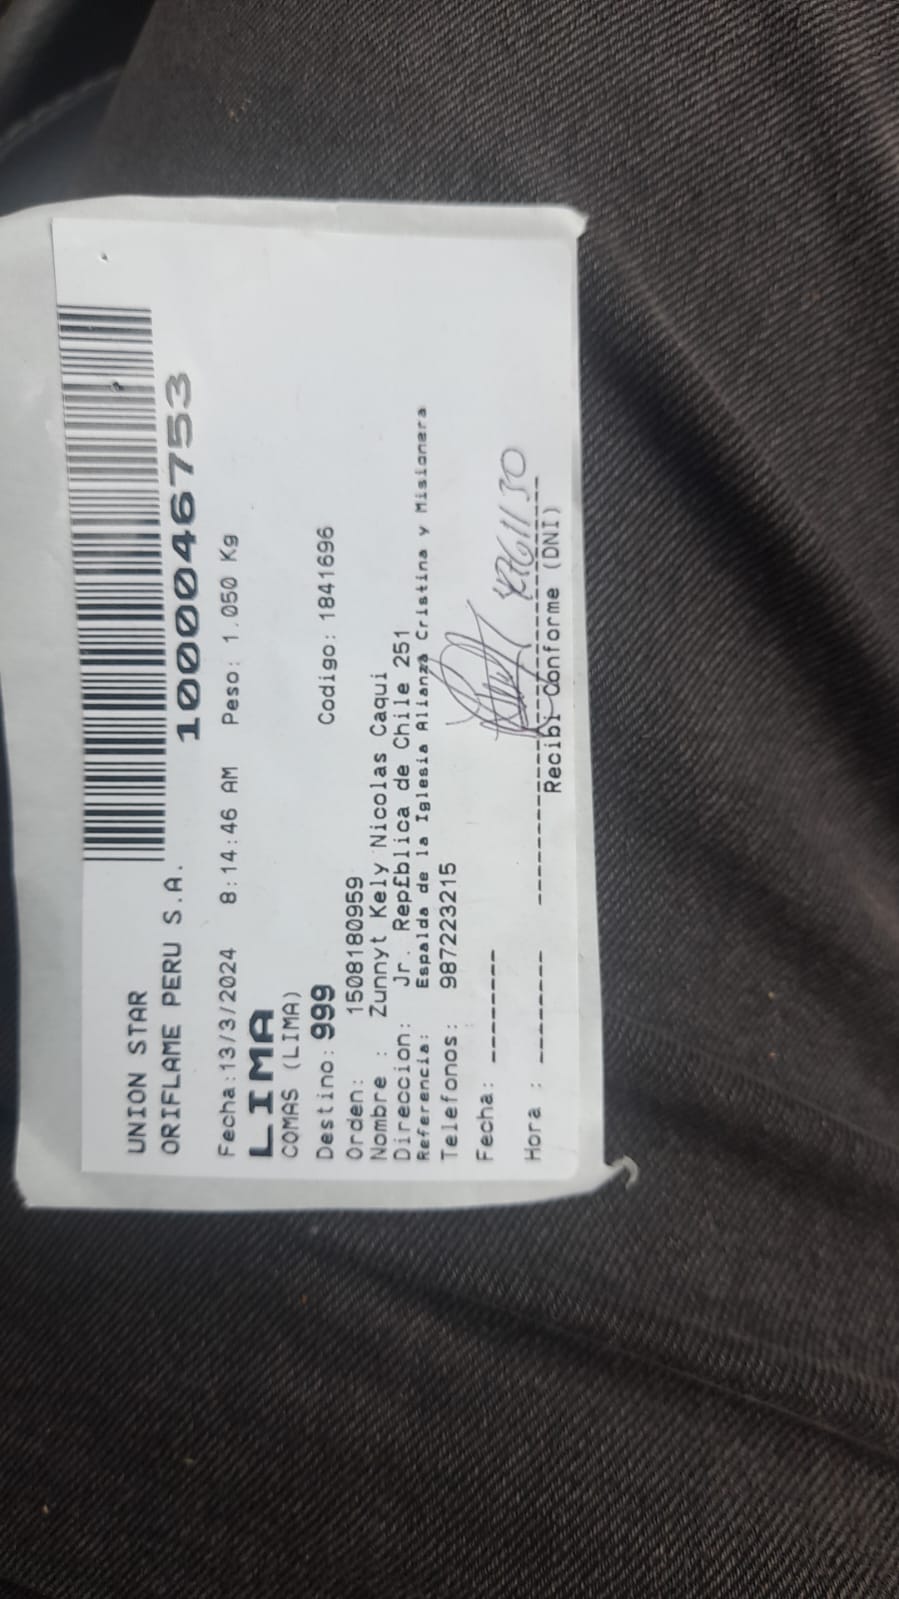 UNION STAR
ORIFLAME PERU S.A.
1000046753
Fecha:13/3/2024 8:14:46 AM Peso: 1.050 Kg
LIMA
COMAS (LIMA)
Destino: 999 Codigo: 1841696
Orden: 1508180959
Nombre : Zunnyt Kely Nicolas Caqui
Direccion: Jr. Rep£blica de Chile 251
Referencia: Espalda de la Iglesia Alianza Cristina y Misionera
Telefonos: 987223215
Fecha: --------
Hora : --------
Recibi Conforme (DNI)